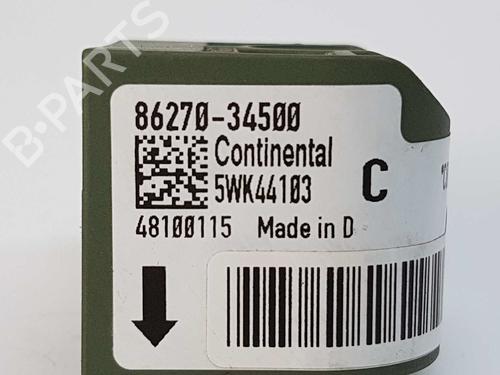 86270-34500
Continental
5WK44103
C
48100115 Made in D
B-PARTS